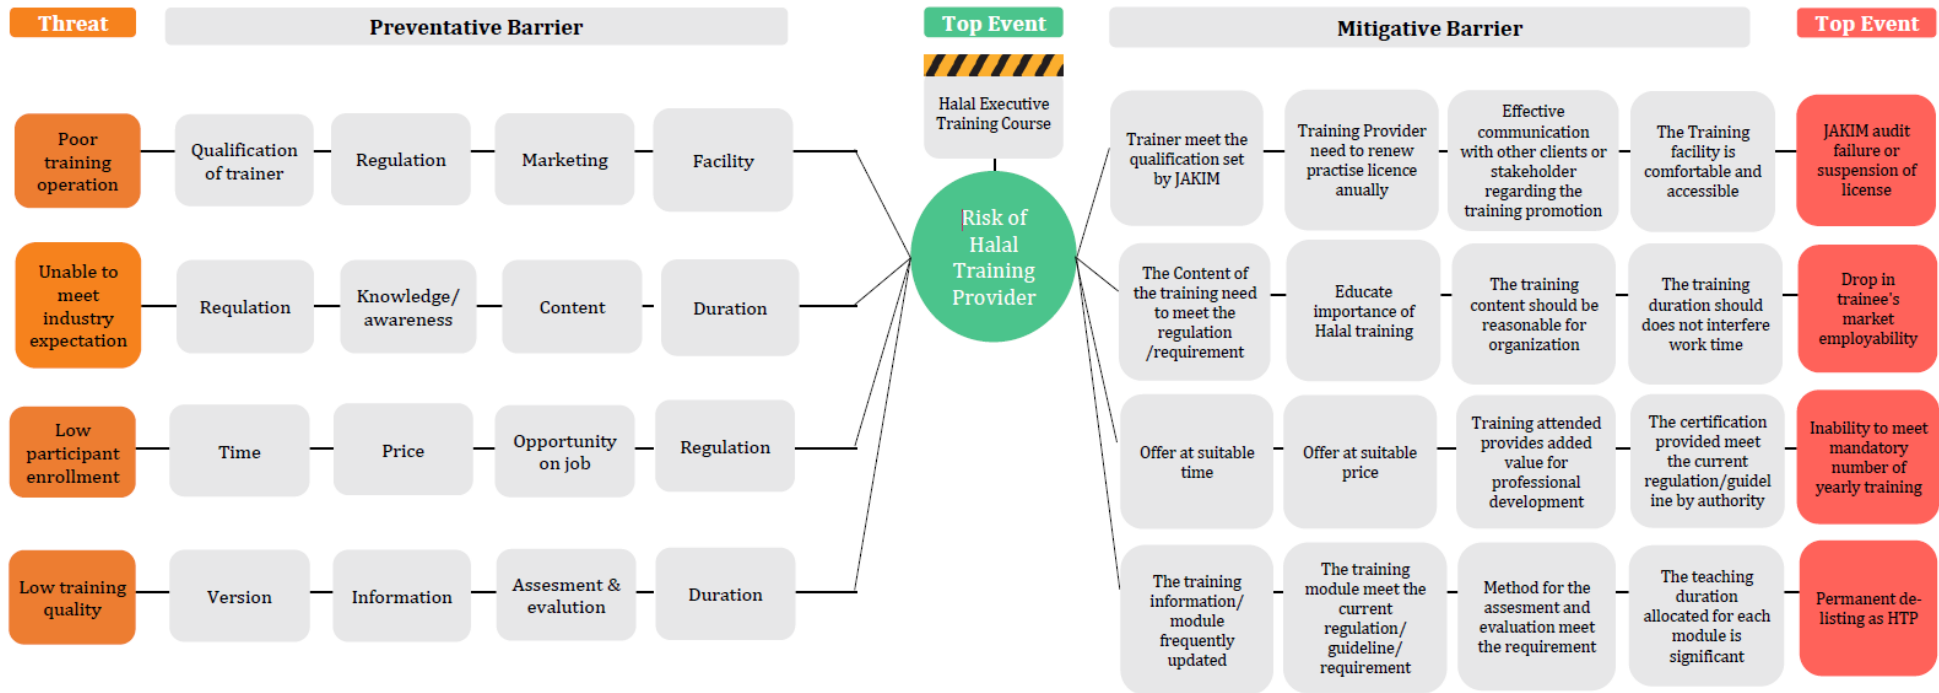 Threat
Preventative Barrier
Top Event
Mitigative Barrier
Top Event
Halal Executive
Training Course
Risk of
Halal
Training
Provider
Poor
training
operation
Qualification
of trainer
Regulation
Marketing
Facility
Trainer meet the
qualification set
by JAKIM
Training Provider
need to renew
practise licence
anually
Effective
communication
with other clients or
stakeholder
regarding the
training promotion
The Training
facility is
comfortable and
accessible
JAKIM audit
failure or
suspension of
license
Unable to
meet
industry
expectation
Requlation
Knowledge/
awareness
Content
Duration
The Content of
the training need
to meet the
regulation
/requirement
Educate
importance of
Halal training
The training
content should be
reasonable for
organization
The training
duration should
does not interfere
work time
Drop in
trainee's
market
employability
Low
participant
enrollment
Time
Price
Opportunity
on job
Regulation
Offer at suitable
time
Offer at suitable
price
Training attended
provides added
value for
professional
development
The certification
provided meet
the current
regulation/guidel
ine by authority
Inability to meet
mandatory
number of
yearly training
Low training
quality
Version
Information
Assesment &
evalution
Duration
The training
information/
module
frequently
updated
The training
module meet the
current
regulation/
guideline/
requirement
Method for the
assesment and
evaluation meet
the requirement
The teaching
duration
allocated for each
module is
significant
Permanent de-
listing as HTP